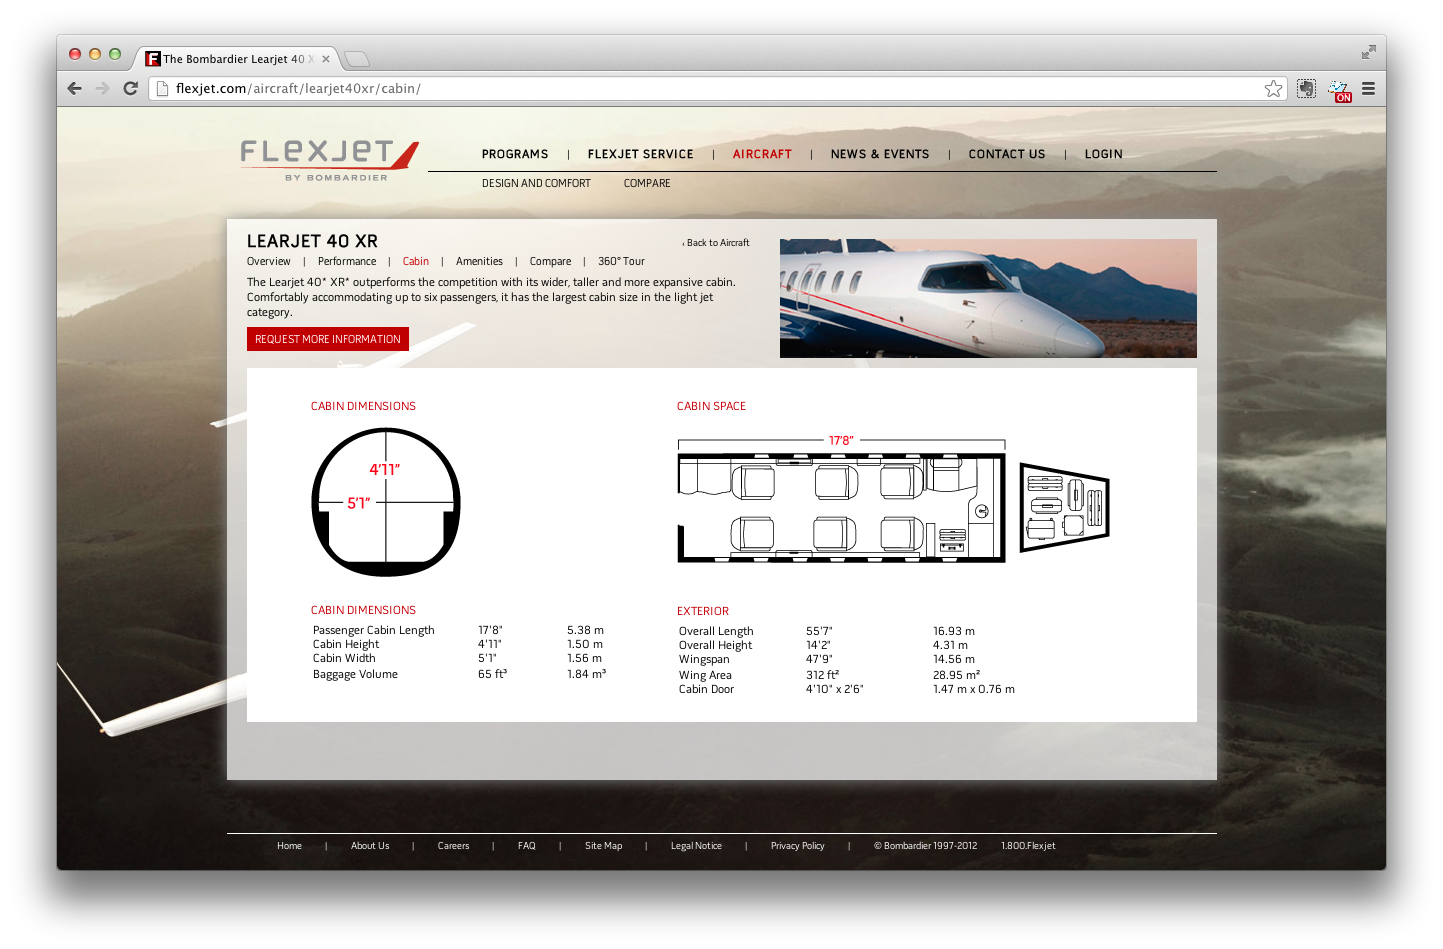 The Bombardier Learjet 40 X
flexjet.com/aircraft/learjet40xr/cabin/
ON
FLEXJET
BY BOMBARDIER
PROGRAMS | FLEXJET SERVICE | AIRCRAFT | NEWS & EVENTS | CONTACT US | LOGIN
DESIGN AND COMFORT COMPARE
LEARJET 40 XR
‹ Back to Aircraft
Overview | Performance | Cabin | Amenities | Compare | 360° Tour
The Learjet 40* XR* outperforms the competition with its wider, taller and more expansive cabin.
Comfortably accommodating up to six passengers, it has the largest cabin size in the light jet
category.
REQUEST MORE INFORMATION
CABIN DIMENSIONS
4'11"
5'1"
CABIN SPACE
17'8"
CABIN DIMENSIONS
Passenger Cabin Length 17'8" 5.38 m
Cabin Height 4'11" 1.50 m
Cabin Width 5'1" 1.56 m
Baggage Volume 65 ft³ 1.84 m³
EXTERIOR
Overall Length 55'7" 16.93 m
Overall Height 14'2" 4.31 m
Wingspan 47'9" 14.56 m
Wing Area 312 ft² 28.95 m²
Cabin Door 4'10" x 2'6" 1.47 m x 0.76 m
Home | About Us | Careers | FAQ | Site Map | Legal Notice | Privacy Policy | © Bombardier 1997-2012 1.800.Flexjet